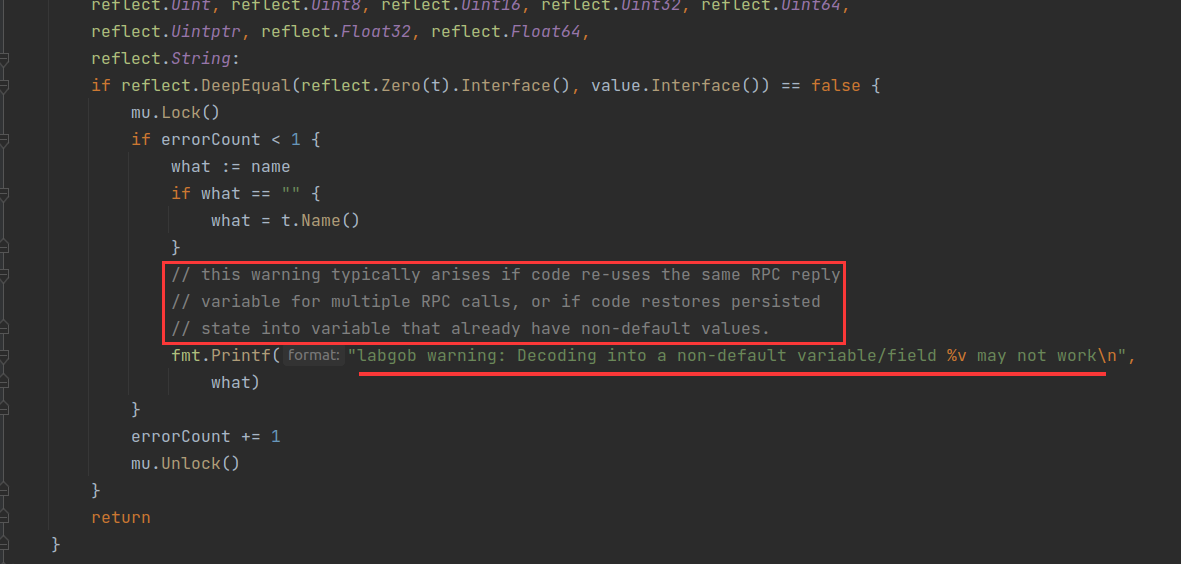 reflect.Uint, reflect.Uint8, reflect.Uint16, reflect.Uint32, reflect.Uint64,
reflect.Uintptr, reflect.Float32, reflect.Float64,
reflect.String:
if reflect.DeepEqual(reflect.Zero(t).Interface(), value.Interface()) == false {
mu.Lock()
if errorCount < 1 {
what := name
if what == "" {
what = t.Name()
}
// this warning typically arises if code re-uses the same RPC reply
// variable for multiple RPC calls, or if code restores persisted
// state into variable that already have non-default values.
fmt.Printf( format: "labgob warning: Decoding into a non-default variable/field %v may not work\n",
what)
}
errorCount += 1
mu.Unlock()
}
return
}